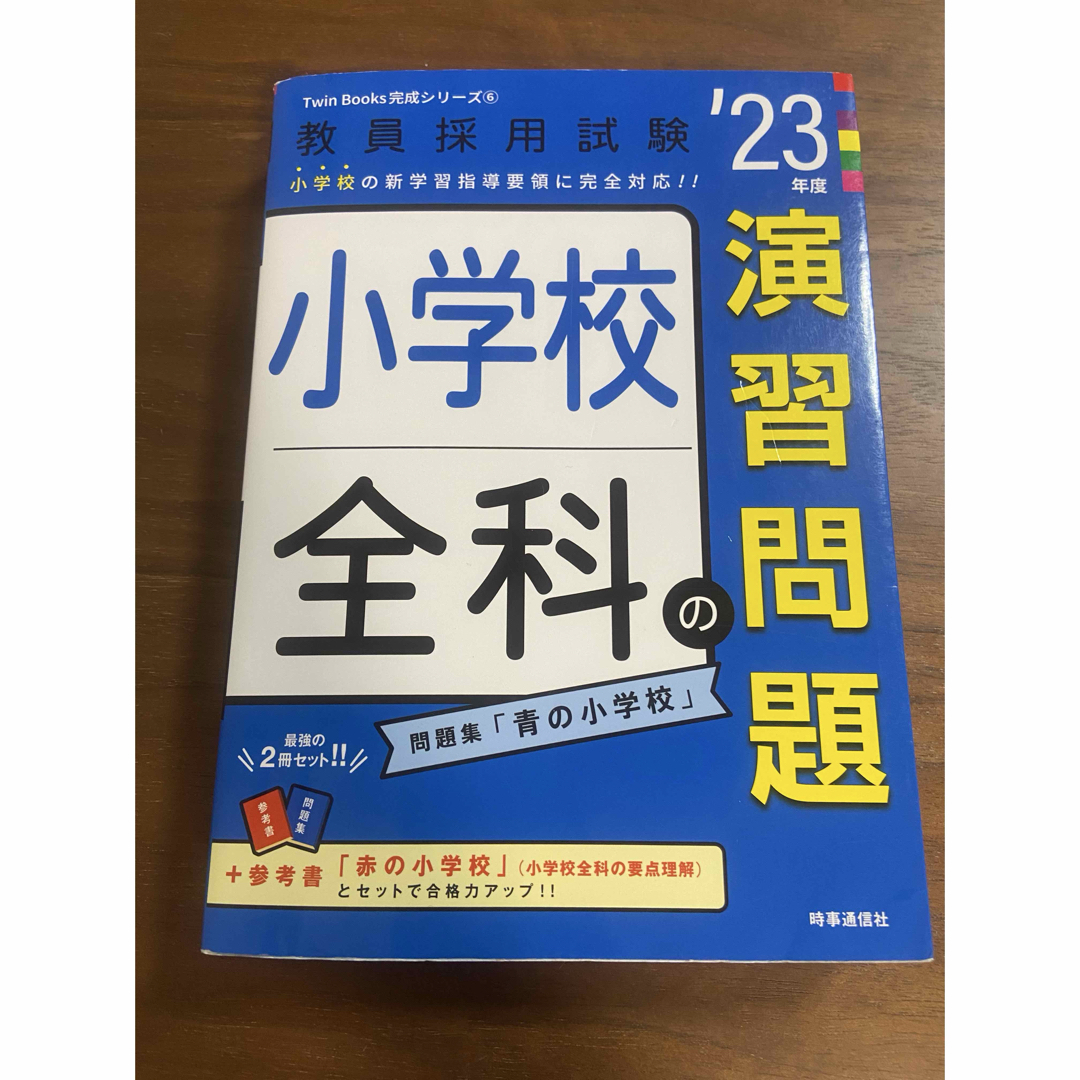 Twin Books完成シリーズ⑥
教員採用試験
'23
年度
小学校の新学習指導要領に完全対応!!
小学校
全科の
演習問題
問題集「青の小学校」
最強の
2冊セット!!
参考書
問題集
+参考書「赤の小学校」(小学校全科の要点理解)
とセットで合格力アップ!!
時事通信社